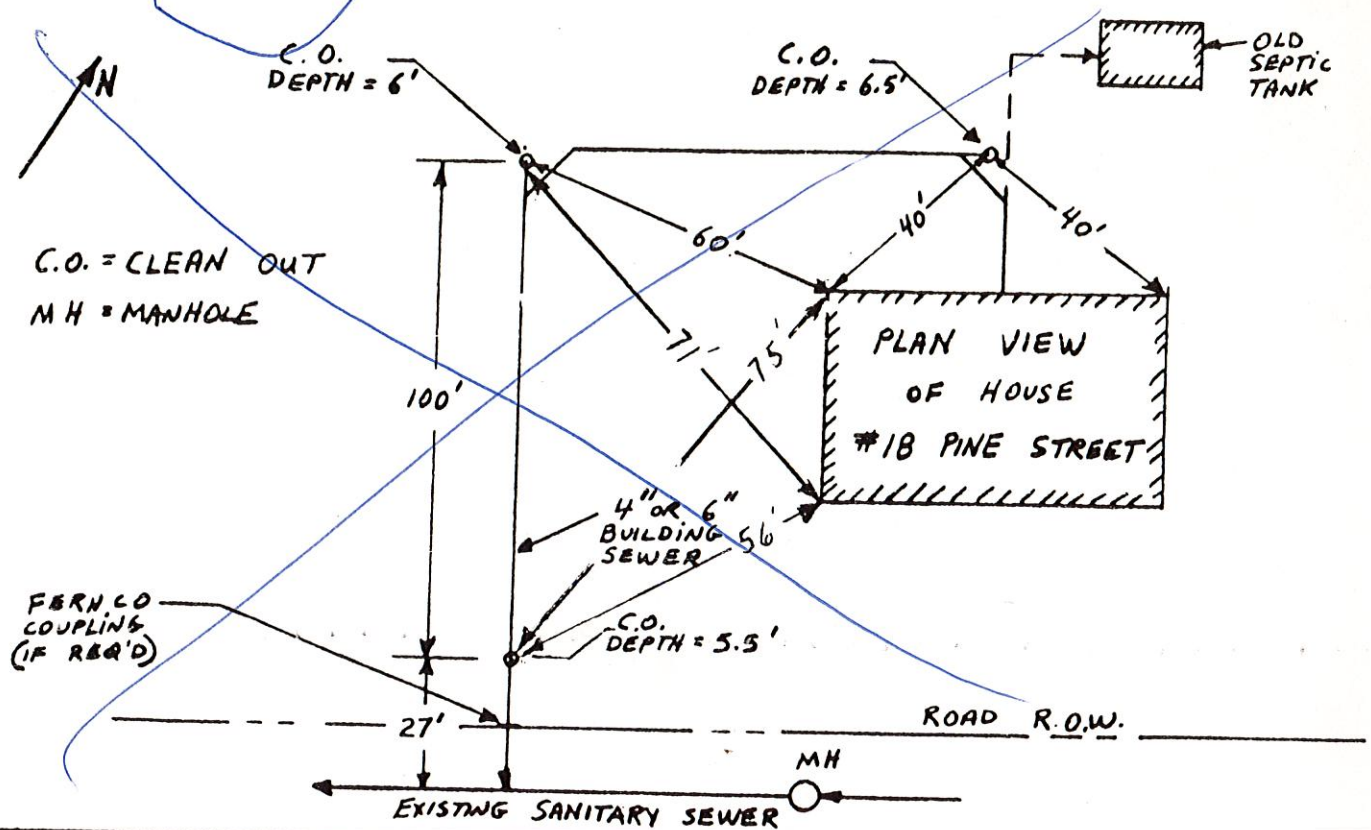 C.O.
DEPTH = 6'
C.O.
DEPTH = 6.5'
OLD
SEPTIC
TANK
N
C.O. = CLEAN OUT
MH = MANHOLE
60'
40'
40'
100'
71'
75'
PLAN VIEW
OF HOUSE
#18 PINE STREET
4" OR 6"
BUILDING
SEWER
56'
FERNCO
COUPLING
(IF REQ'D)
C.O.
DEPTH = 5.5'
27'
ROAD R.O.W.
MH
EXISTING SANITARY SEWER